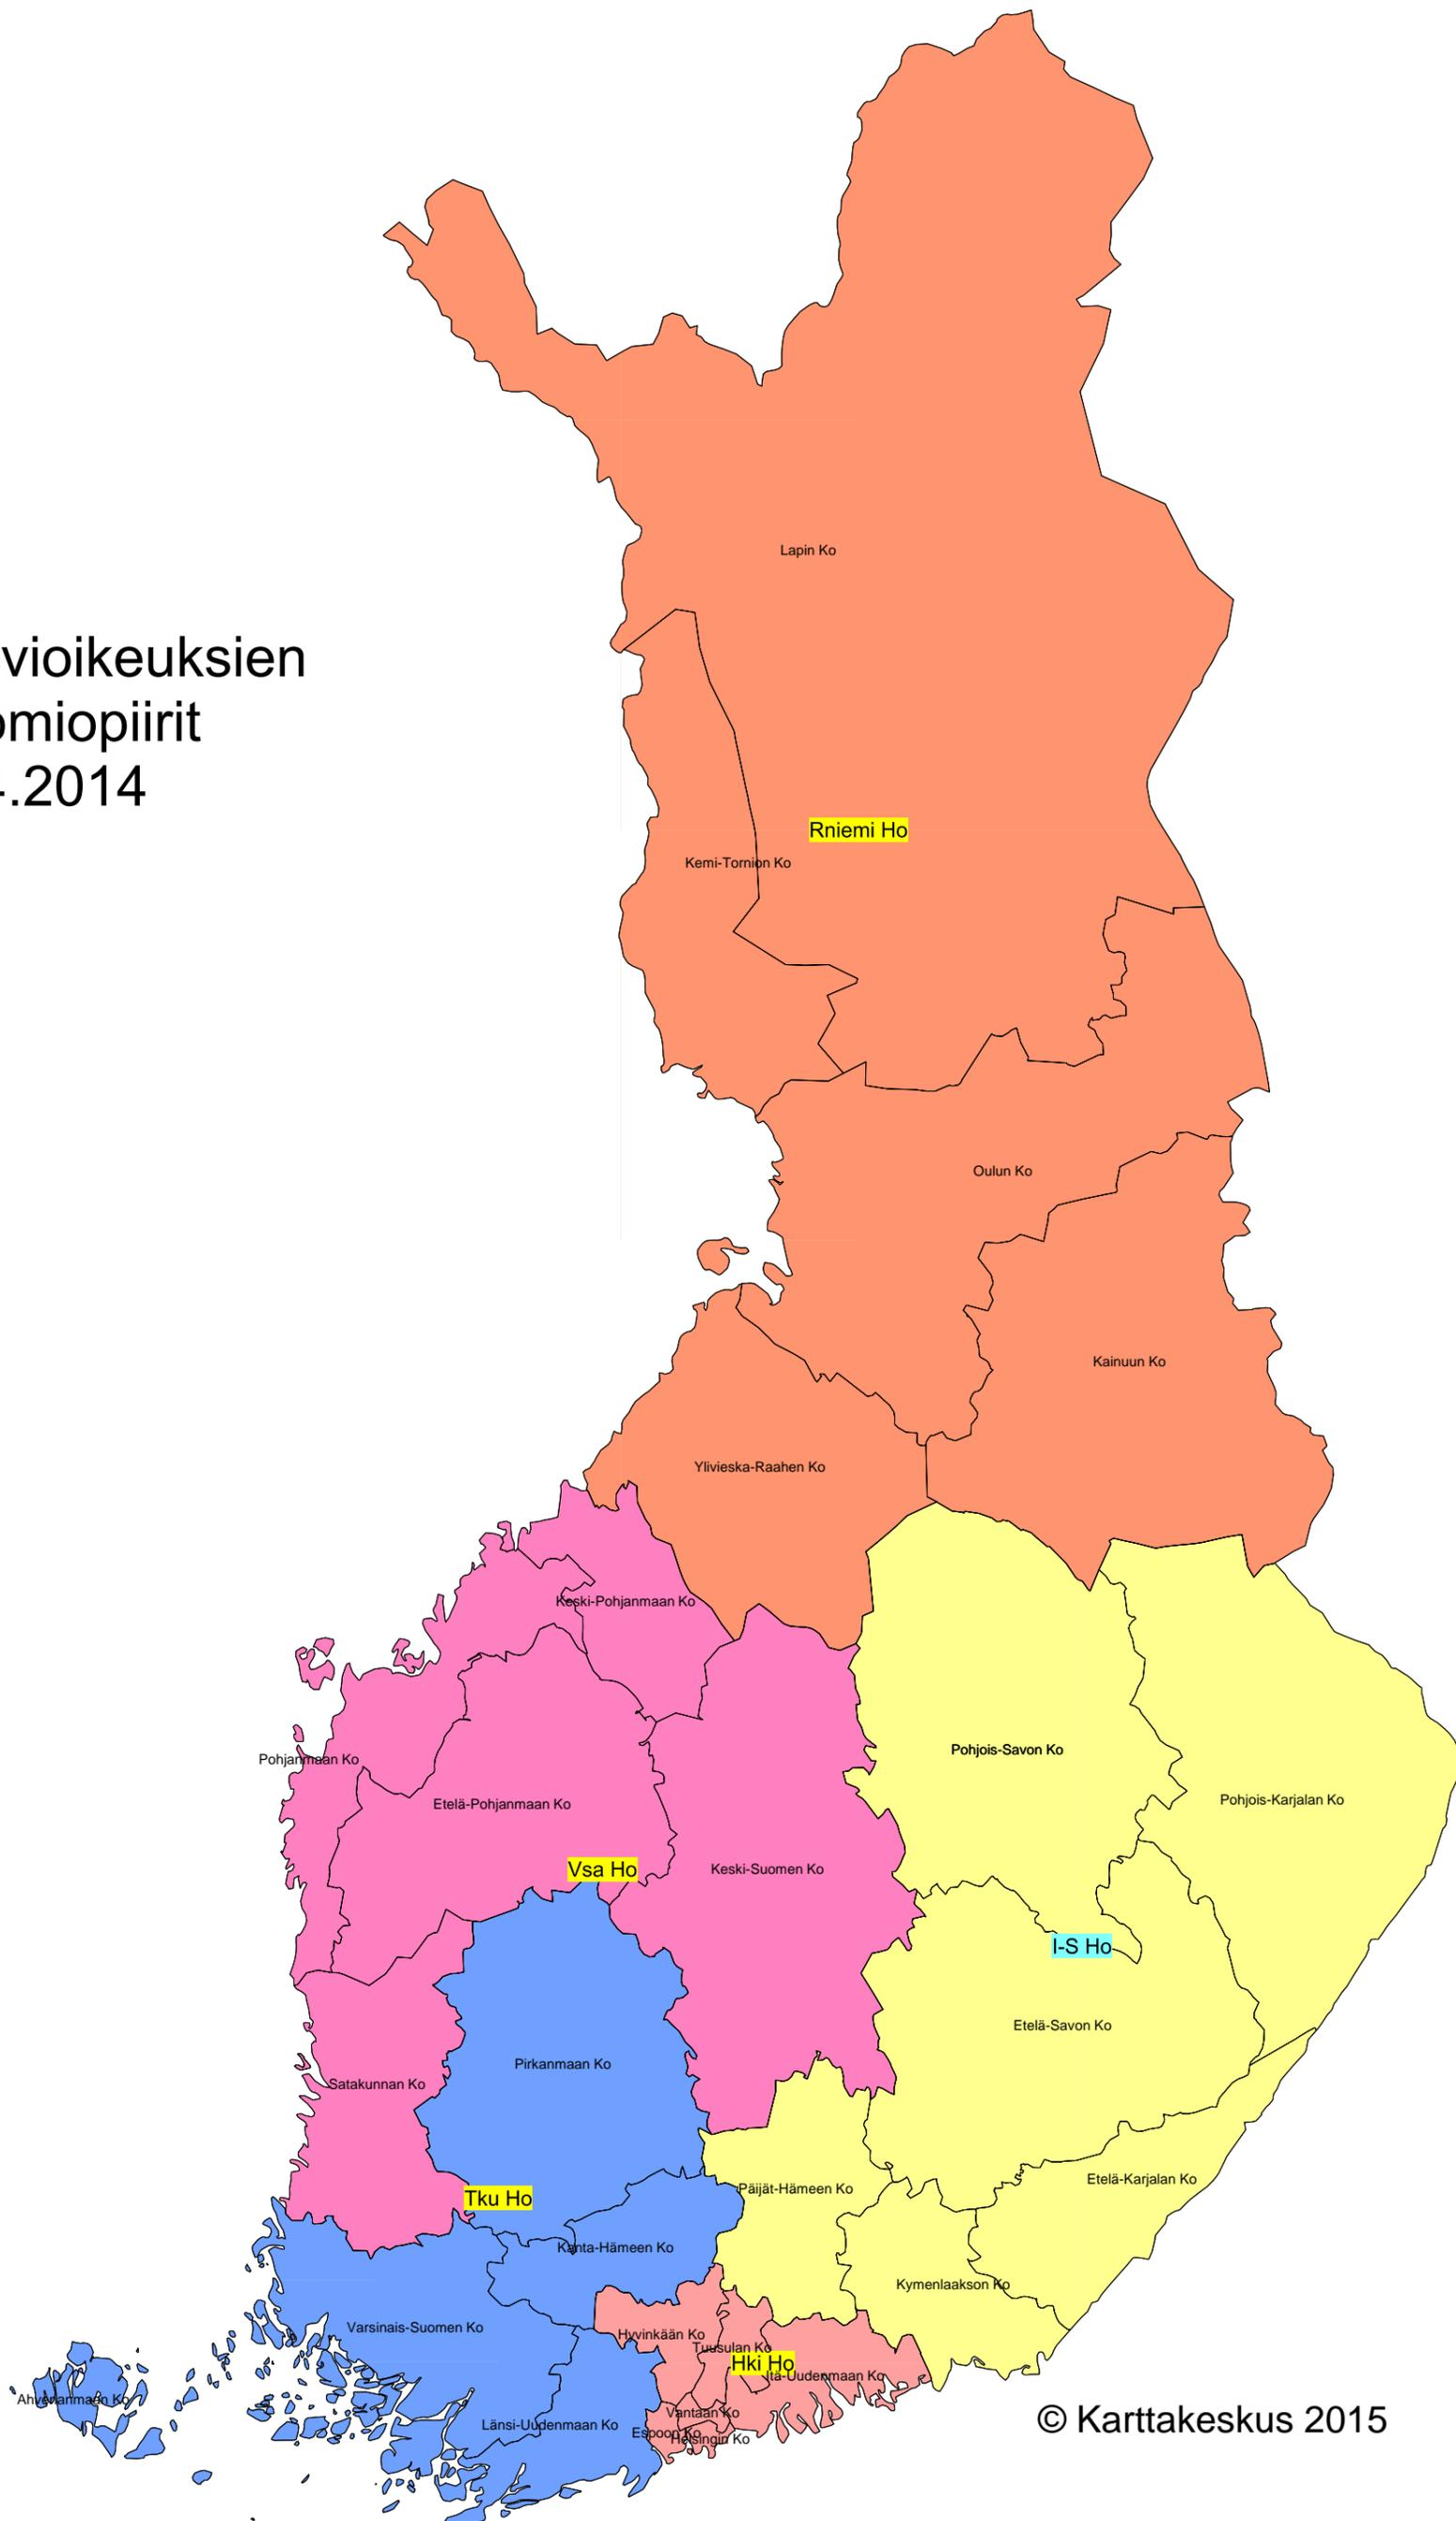 vioikeuksien
omiopiirit
.2014
Lapin Ko
Rniemi Ho
Kemi-Tornion Ko
Oulun Ko
Kainuun Ko
Ylivieska-Raahen Ko
Keski-Pohjanmaan Ko
Pohjanmaan Ko
Pohjois-Savon Ko
Etelä-Pohjanmaan Ko
Pohjois-Karjalan Ko
Vsa Ho
Keski-Suomen Ko
I-S Ho
Etelä-Savon Ko
Pirkanmaan Ko
Satakunnan Ko
Etelä-Karjalan Ko
Päijät-Hämeen Ko
Tku Ho
Kanta-Hämeen Ko
Kymenlaakson Ko
Varsinais-Suomen Ko
Hyvinkään Ko
Tuusulan Ko
Hki Ho
Itä-Uudenmaan Ko
Ahvenanmaan Ko
Vantaan Ko
Länsi-Uudenmaan Ko
Espoon Ko
Helsingin Ko
© Karttakeskus 2015